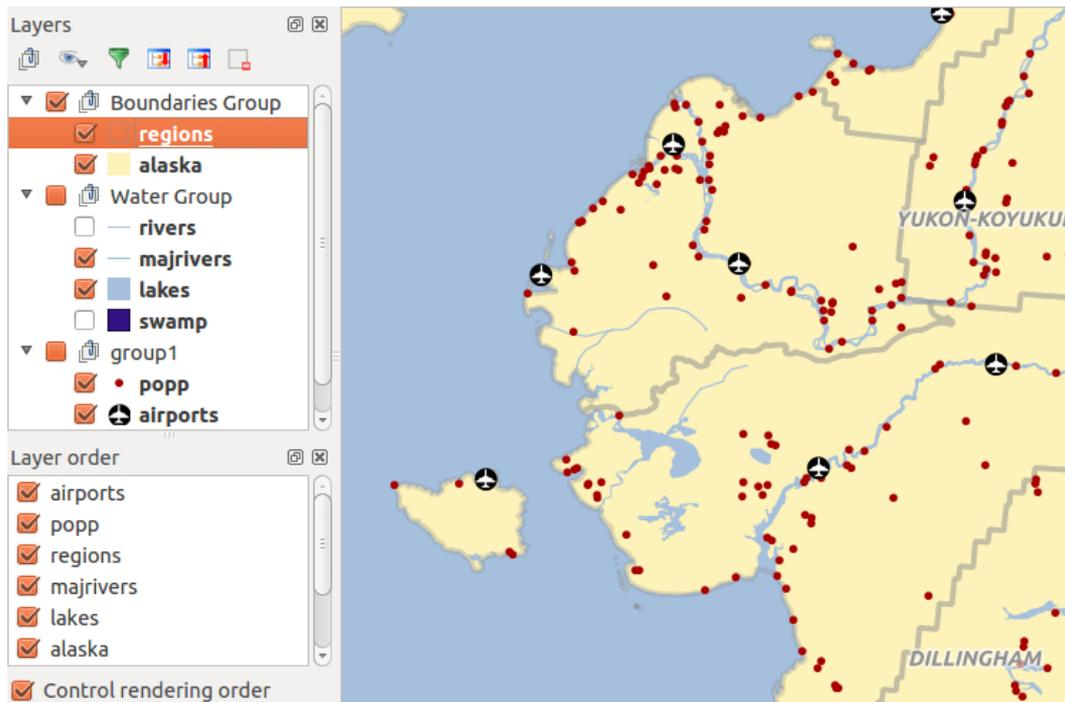 Layers
Boundaries Group
regions
alaska
Water Group
rivers
majrivers
lakes
swamp
group1
popp
airports
Layer order
airports
popp
regions
majrivers
lakes
alaska
Control rendering order
YUKON-KOYUKU
DILLINGHAM